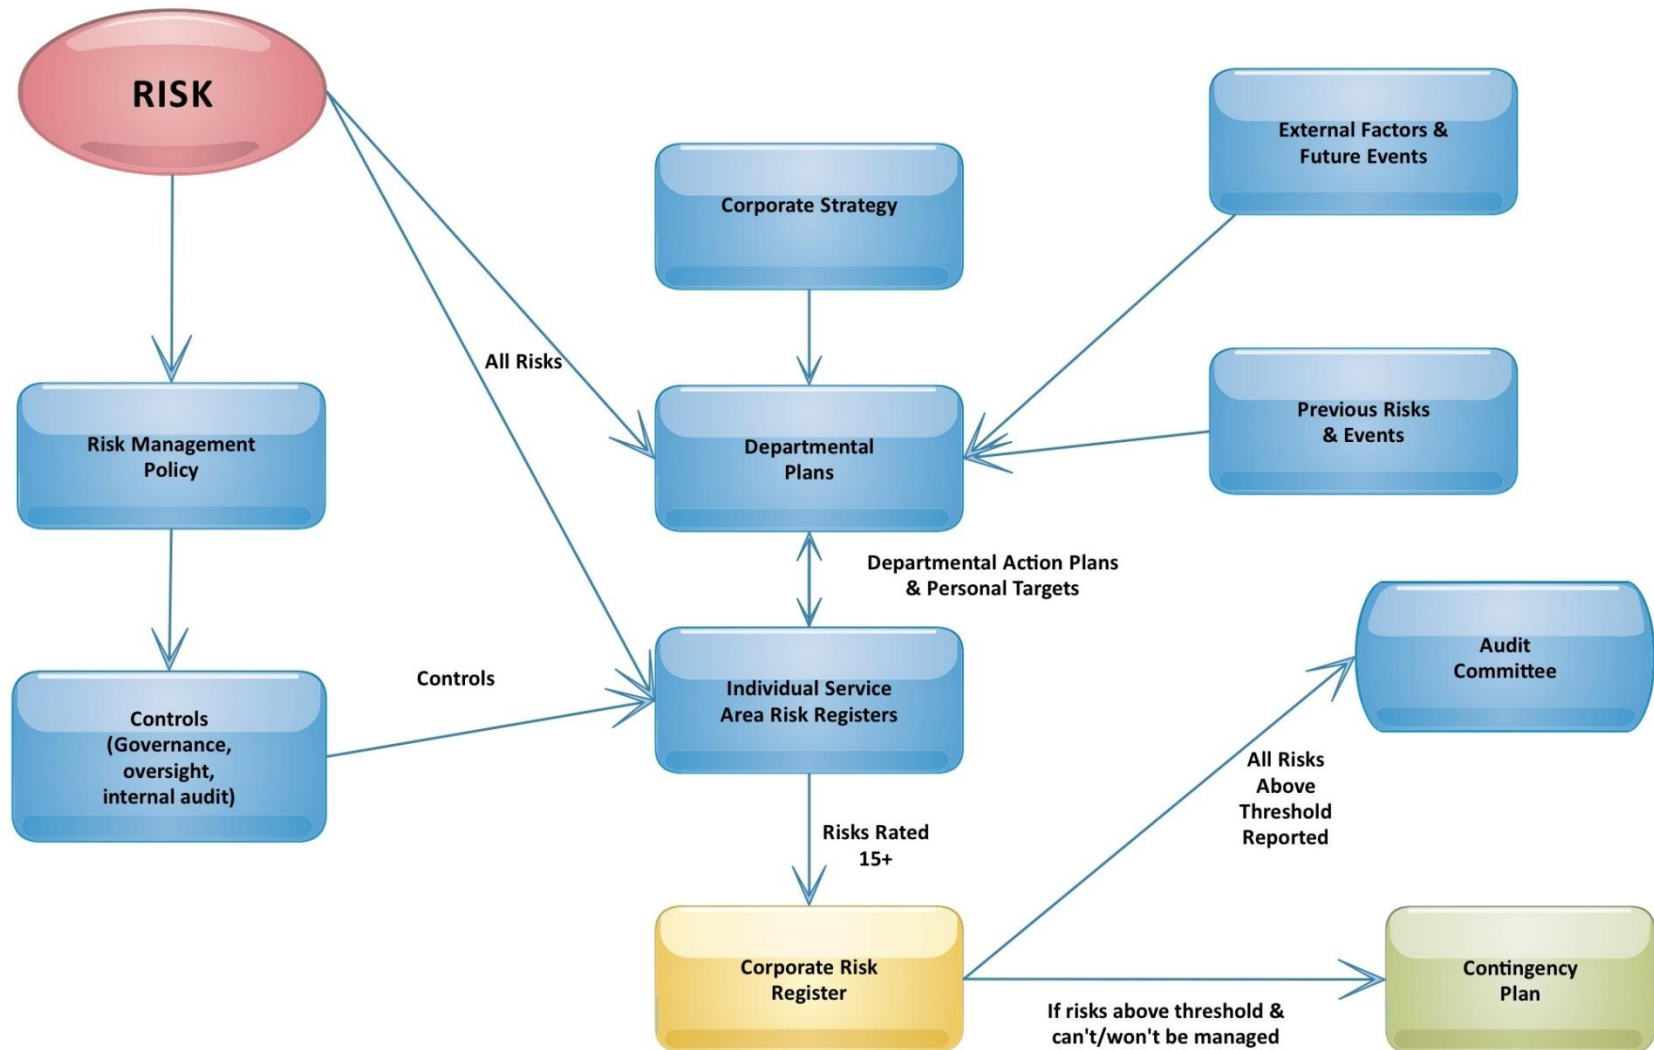 RISK
External Factors &
Future Events
Corporate Strategy
All Risks
Risk Management
Policy
Departmental
Plans
Previous Risks
& Events
Departmental Action Plans
& Personal Targets
Controls
Individual Service
Area Risk Registers
Audit
Committee
Controls
(Governance,
oversight,
internal audit)
All Risks
Above
Threshold
Reported
Risks Rated
15+
Corporate Risk
Register
Contingency
Plan
If risks above threshold &
can't/won't be managed